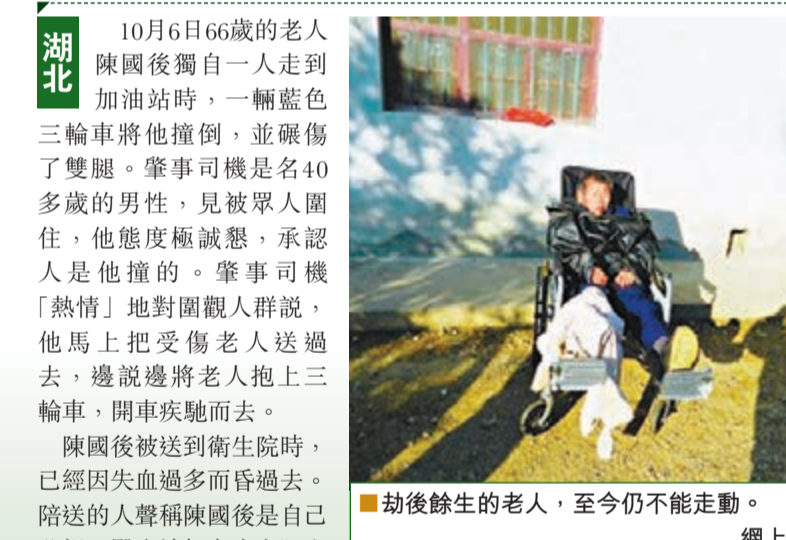 湖北
10月6日66歲的老人
陳國後獨自一人走到
加油站時，一輛藍色
三輪車將他撞倒，並碾傷
了雙腿。肇事司機是名40
多歲的男性，見被眾人圍
住，他態度極誠懇，承認
人是他撞的。肇事司機
「熱情」地對圍觀人群說，
他馬上把受傷老人送過
去，邊說邊將老人抱上三
輪車，開車疾馳而去。
陳國後被送到衛生院時，
已經因失血過多而昏過去。
陪送的人聲稱陳國後是自己
■劫後餘生的老人，至今仍不能走動。
網上